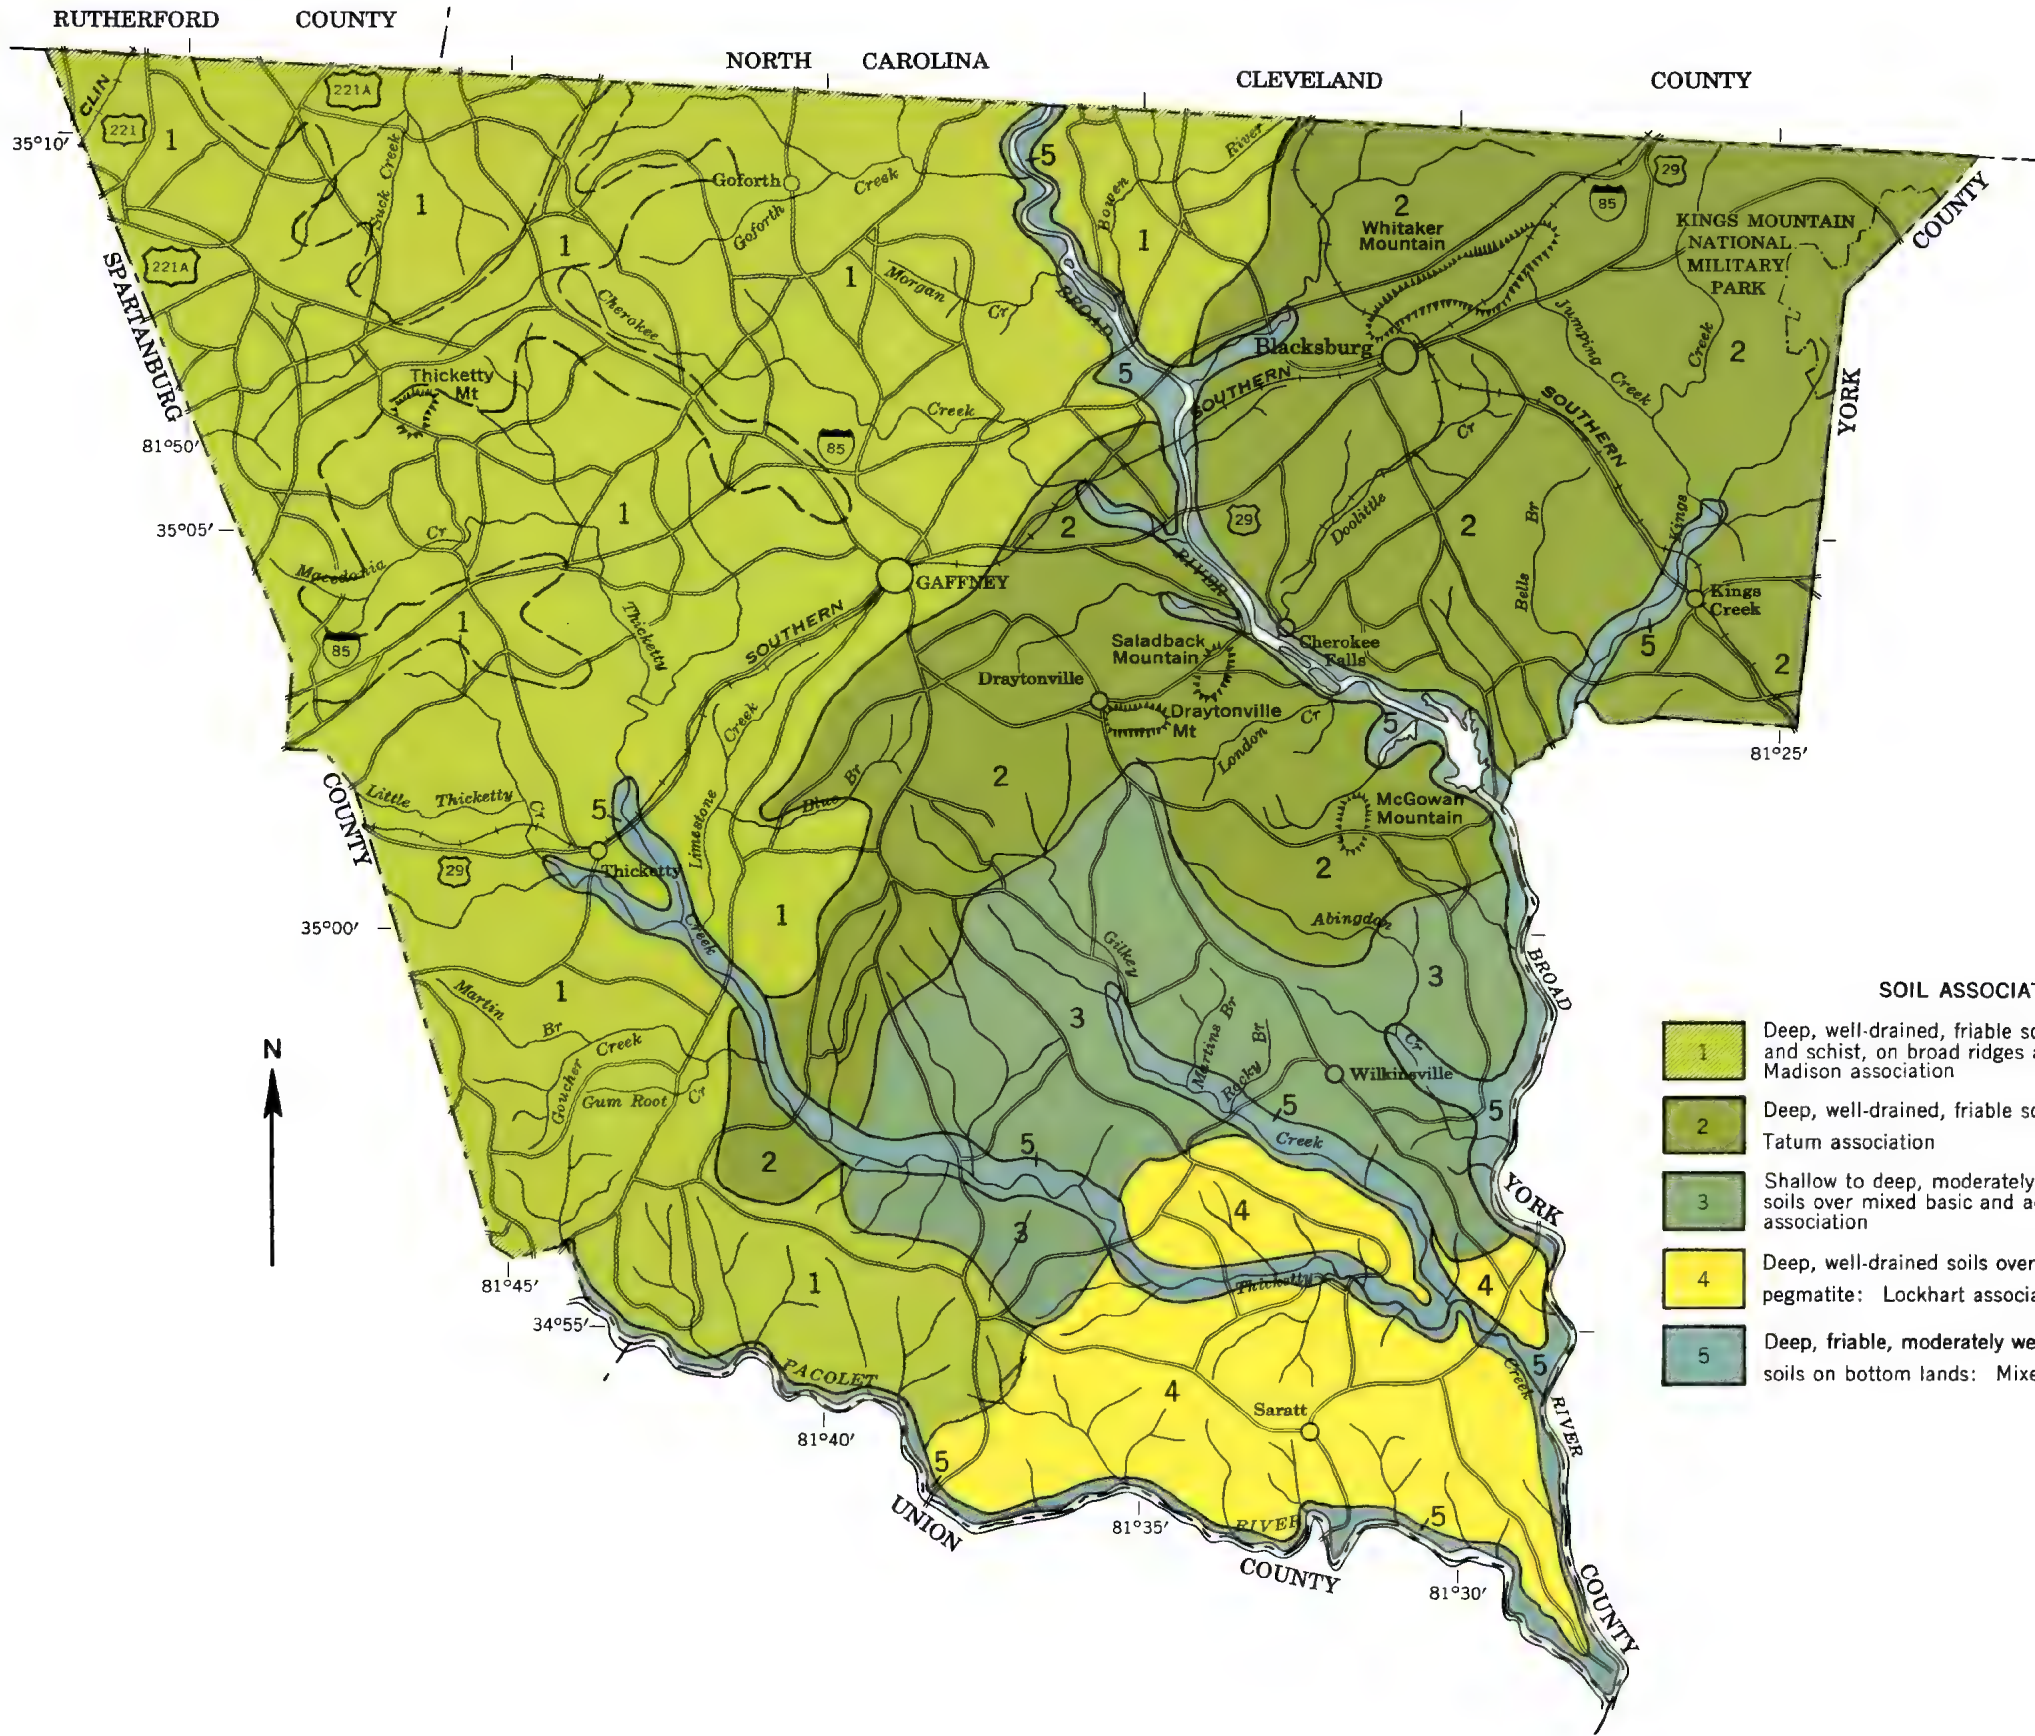 RUTHERFORD COUNTY
NORTH CAROLINA
CLEVELAND COUNTY
35°10'
CLIN
221
221A
1
Suck Creek
1
1
Goforth
Goforth Creek
1
Morgan Cr
5
Bowen River
1
BROAD
2
Whitaker
Mountain
85
29
KINGS MOUNTAIN
NATIONAL
MILITARY
PARK
COUNTY
221A
SPARTANBURG
Cherokee
Creek
Thicketty
Mt
81°50'
85
5
Blacksburg
SOUTHERN
Jumping Creek
Creek
2
SOUTHERN
YORK
35°05'
1
Cr
Macedonia
1
85
Thicketty
GAFFNEY
SOUTHERN
2
29
RIVER
Doolittle
Cr
2
Bells Br
Kings
Kings
Creek
5
2
Cherokee
Falls
Saladback
Mountain
Draytonville
Draytonville
Mt
London Cr
5
81°25'
COUNTY
Little Thicketty Cr
5
Limestone Creek
Blue Br
2
McGowan
Mountain
2
29
Thicketty
Creek
1
Abingdon
35°00'
Gilkey
3
BROAD
1
Martin Br
Goucher Creek
Gum Root Cr
3
Martins Br
Rocky Br
Cr
Wilkinsville
5
5
Creek
N
2
5
3
4
YORK
4
81°45'
34°55'
1
Thicketty
PACOLET
4
5
Creek
Saratt
RIVER
81°40'
5
UNION
81°35'
RIVER
5
COUNTY
81°30'
COUNTY
SOIL ASSOCIAT
1
Deep, well-drained, friable so
and schist, on broad ridges a
Madison association
2
Deep, well-drained, friable so
Tatum association
3
Shallow to deep, moderately
soils over mixed basic and a
association
4
Deep, well-drained soils over
pegmatite: Lockhart associa
5
Deep, friable, moderately we
soils on bottom lands: Mixe